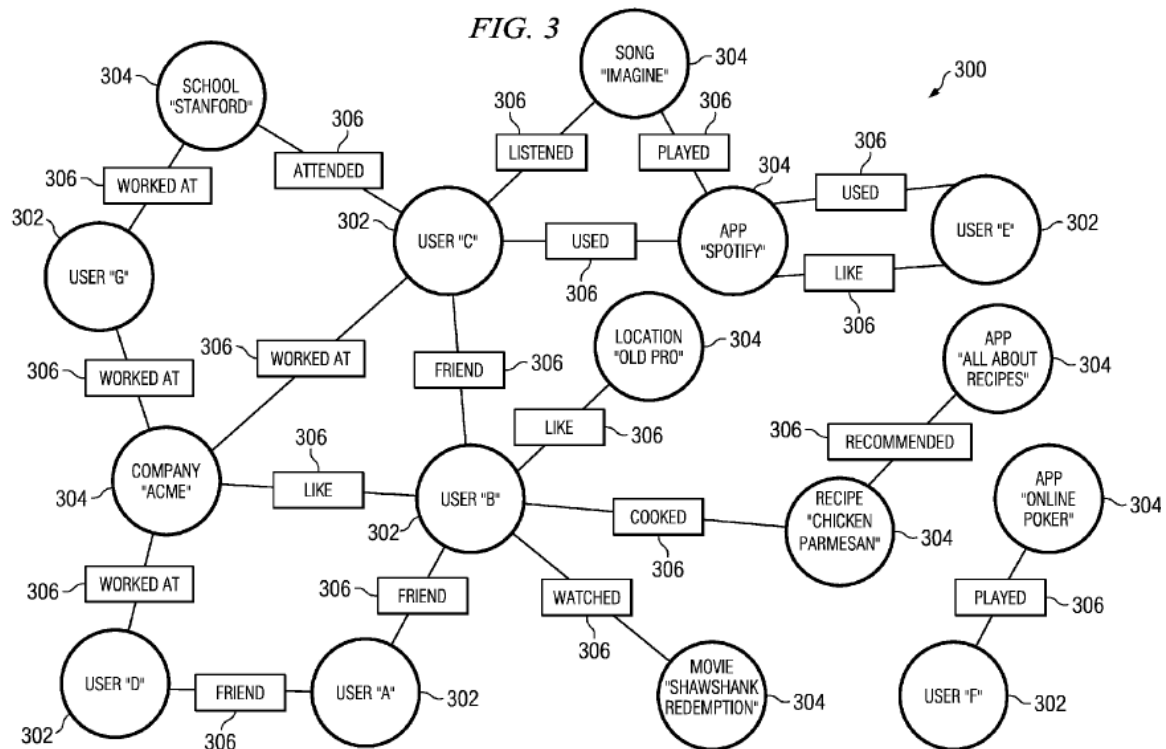 FIG. 3
SONG
"IMAGINE"
304
300
304
SCHOOL
"STANFORD"
306
306
306
LISTENED
PLAYED
ATTENDED
306
WORKED AT
304
306
USED
302
302
USER "C"
USED
APP
"SPOTIFY"
USER "E"
302
USER "G"
306
LIKE
306
LOCATION
"OLD PRO"
304
306
WORKED AT
306
FRIEND
306
APP
"ALL ABOUT
RECIPES"
304
306
WORKED AT
LIKE
306
306
RECOMMENDED
COMPANY
"ACME"
304
306
LIKE
USER "B"
302
COOKED
306
RECIPE
"CHICKEN
PARMESAN"
304
APP
"ONLINE
POKER"
304
306
WORKED AT
306
FRIEND
WATCHED
306
PLAYED
306
USER "D"
302
FRIEND
306
USER "A"
302
MOVIE
"SHAWSHANK
REDEMPTION"
304
USER "F"
302